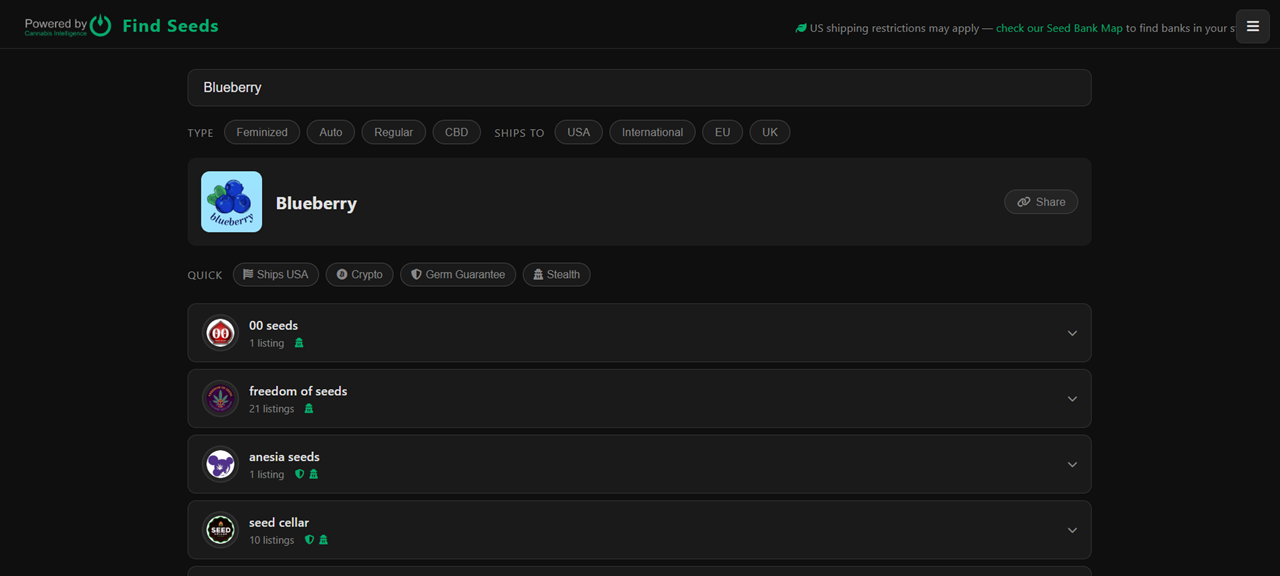 Powered by
Cannabis Intelligence
Find Seeds
US shipping restrictions may apply — check our Seed Bank Map to find banks in your s
Blueberry
TYPE Feminized Auto Regular CBD SHIPS TO USA International EU UK
blueberry
Blueberry
Share
QUICK Ships USA Crypto Germ Guarantee Stealth
00
00 seeds
1 listing
freedom of seeds
21 listings
anesia seeds
1 listing
SEED
seed cellar
10 listings